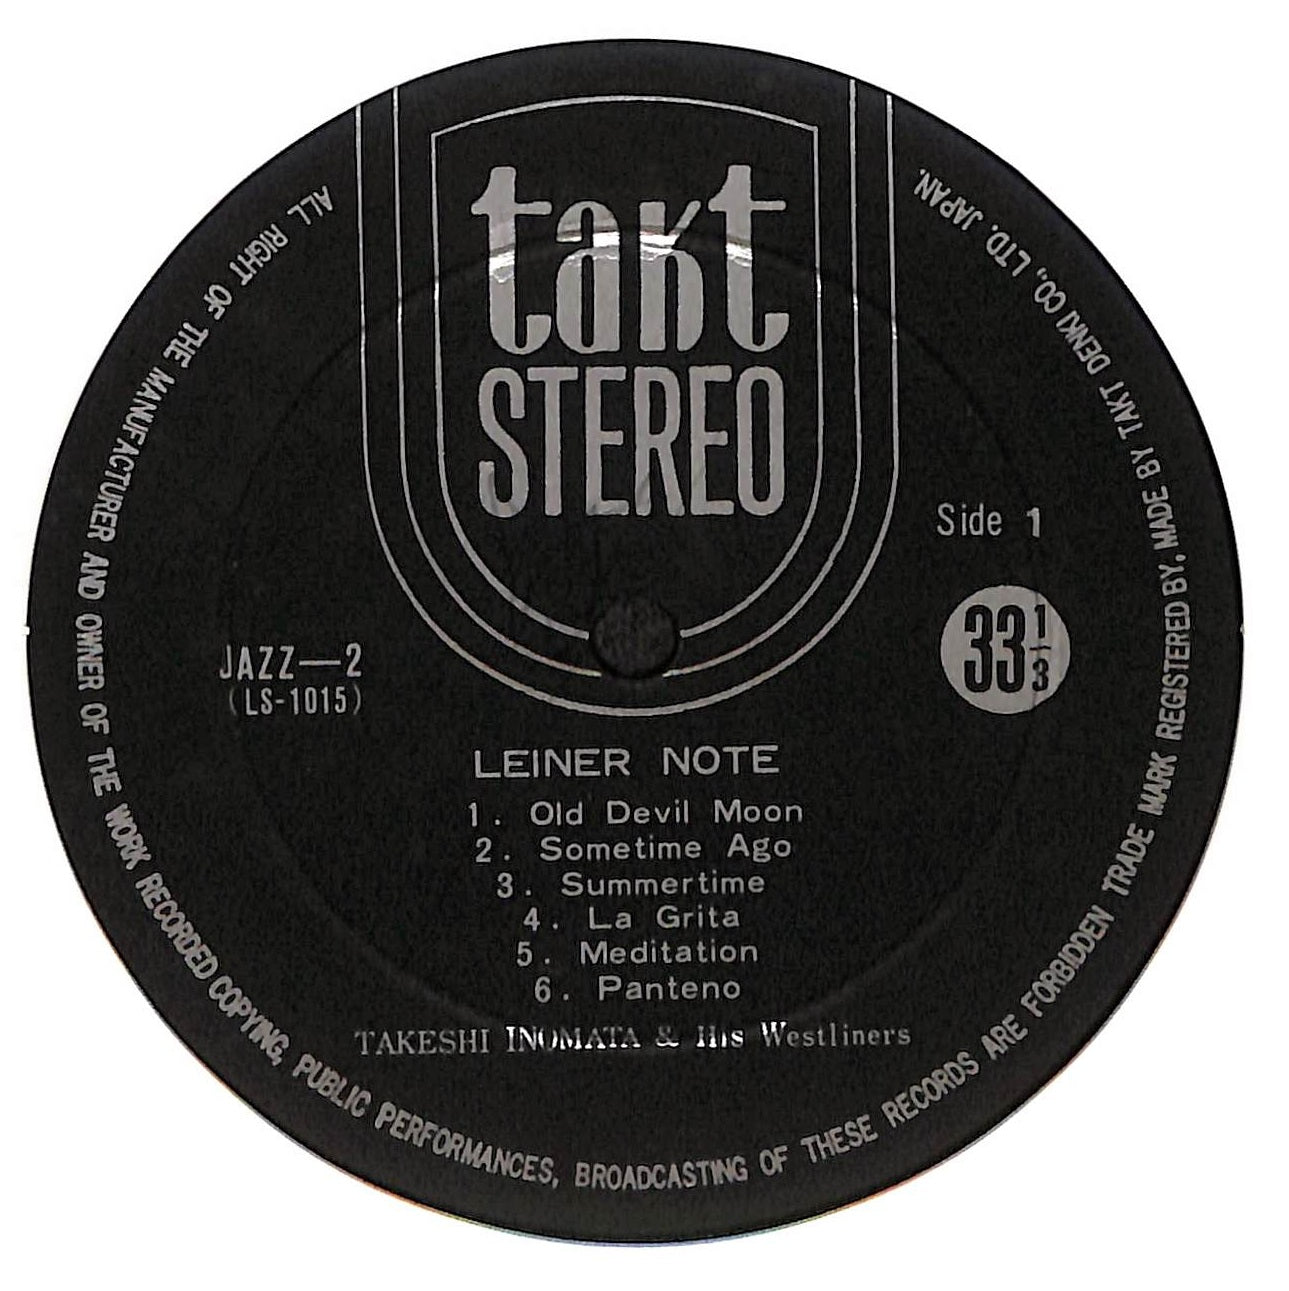 takt
STEREO
Side 1
33 1/3
JAZZ—2
(LS-1015)
LEINER NOTE
1. Old Devil Moon
2. Sometime Ago
3. Summertime
4. La Grita
5. Meditation
6. Panteno
TAKESHI INOMATA & His Westliners
ALL RIGHT OF THE MANUFACTURER AND OWNER OF THE WORK RECORDED COPYING, PUBLIC PERFORMANCES, BROADCASTING OF THESE RECORDS ARE FORBIDDEN TRADE MARK REGISTERED BY, MADE BY TAKT DENKI CO., LTD. JAPAN.